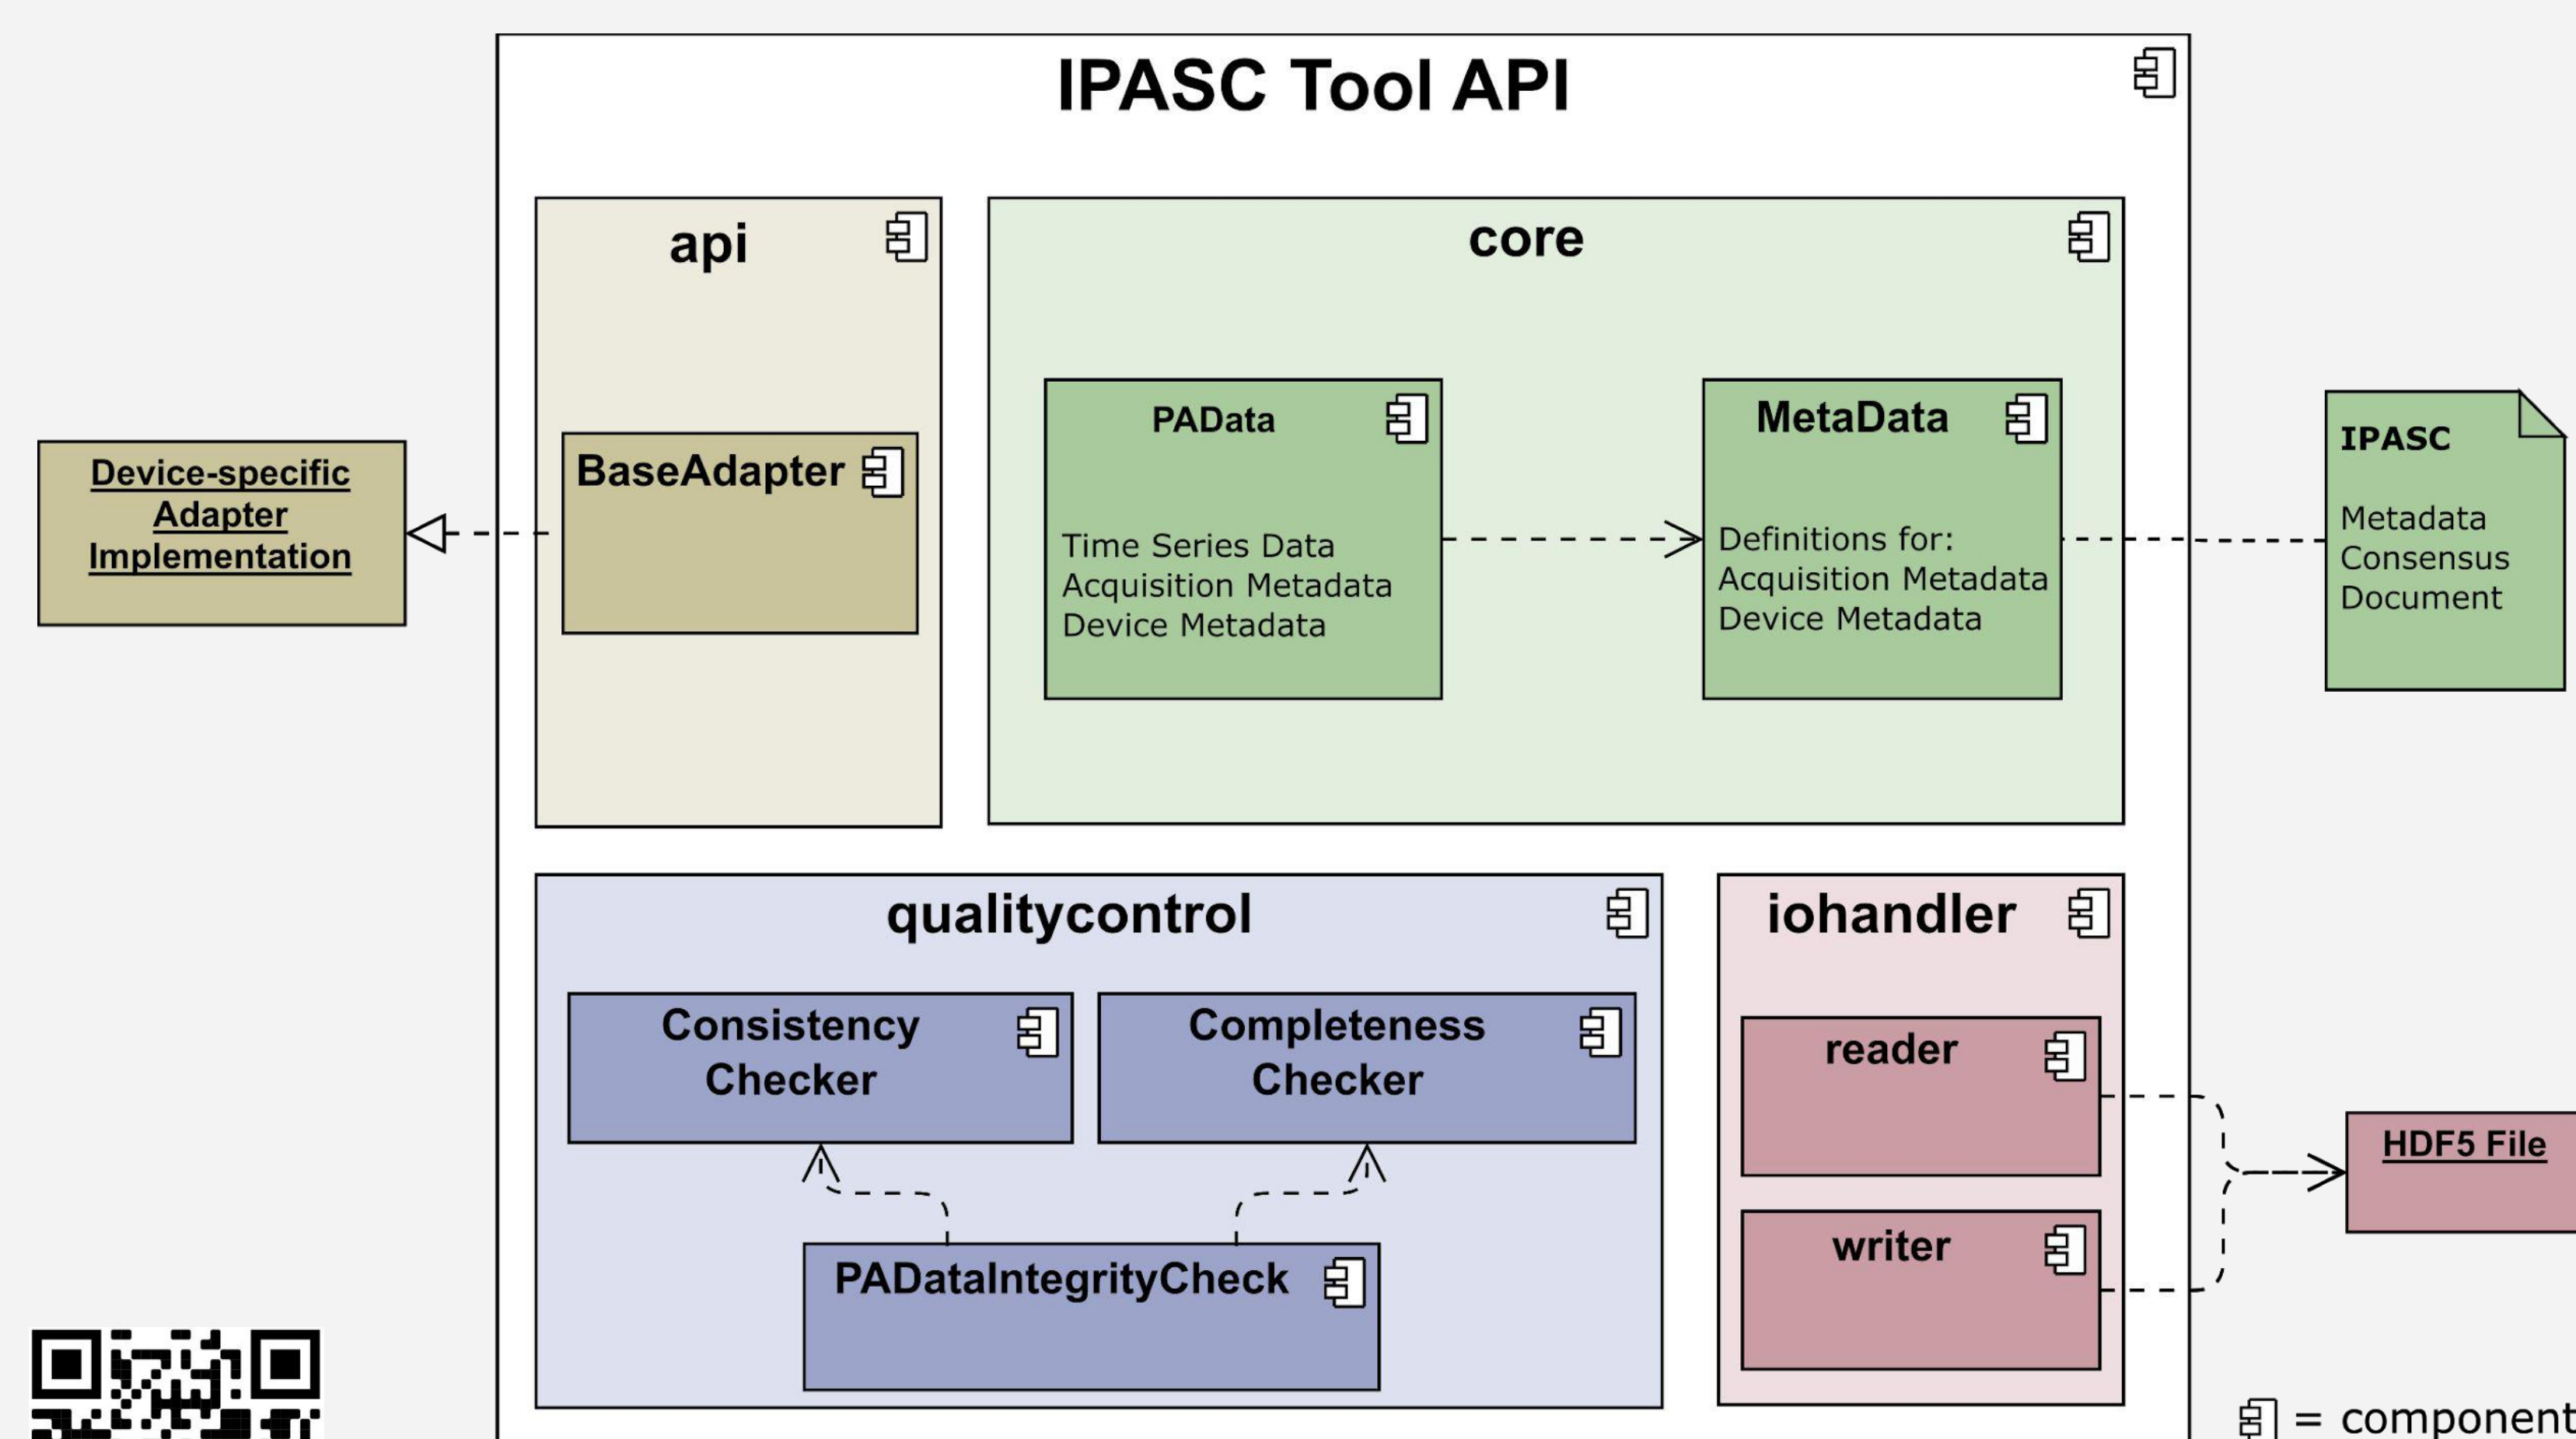 IPASC Tool API
api
core
BaseAdapter
Device-specific
Adapter
Implementation
PAData
Time Series Data
Acquisition Metadata
Device Metadata
MetaData
Definitions for:
Acquisition Metadata
Device Metadata
IPASC
Metadata
Consensus
Document
qualitycontrol
Consistency
Checker
Completeness
Checker
PADataIntegrityCheck
iohandler
reader
writer
HDF5 File
= component